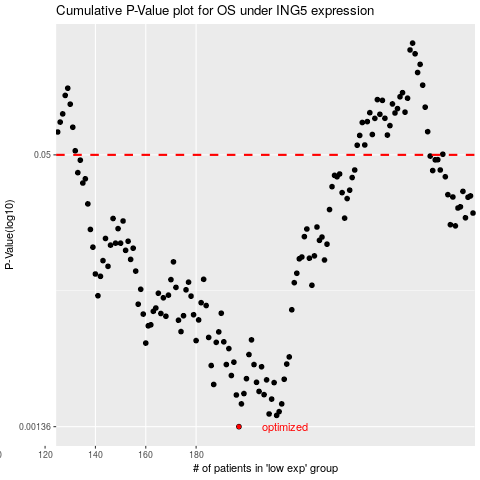 Cumulative P-Value plot for OS under ING5 expression
P-Value(log10)
0.05
0.00136
optimized
0 120 140 160 180
# of patients in 'low exp' group